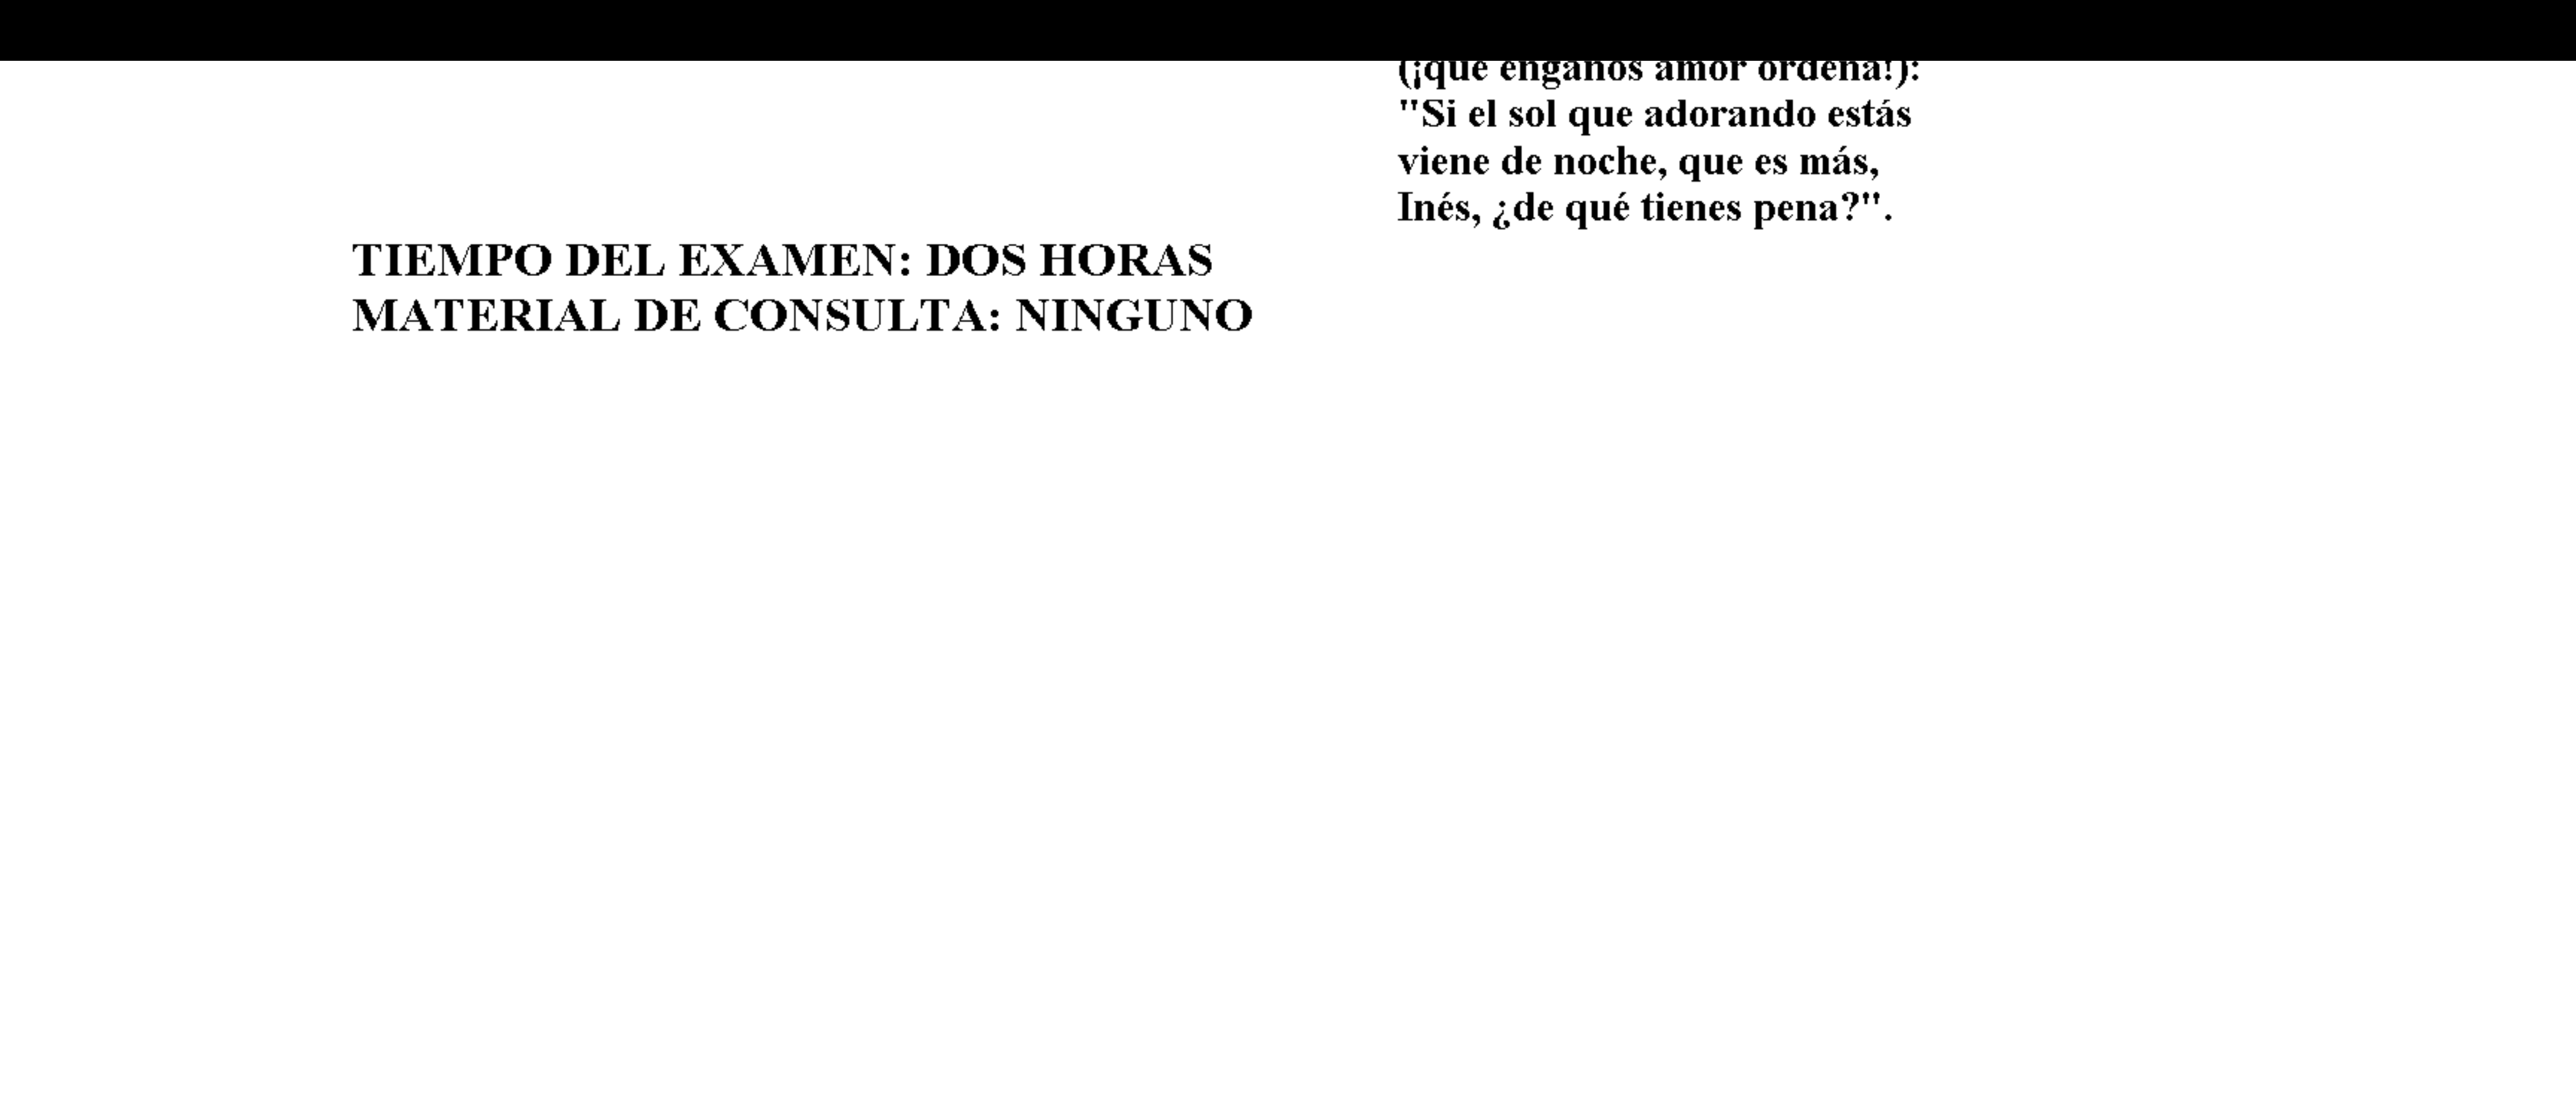 (¡qué engaños amor ordena!):
"Si el sol que adorando estás
viene de noche, que es más,
Inés, ¿de qué tienes pena?".
TIEMPO DEL EXAMEN: DOS HORAS
MATERIAL DE CONSULTA: NINGUNO